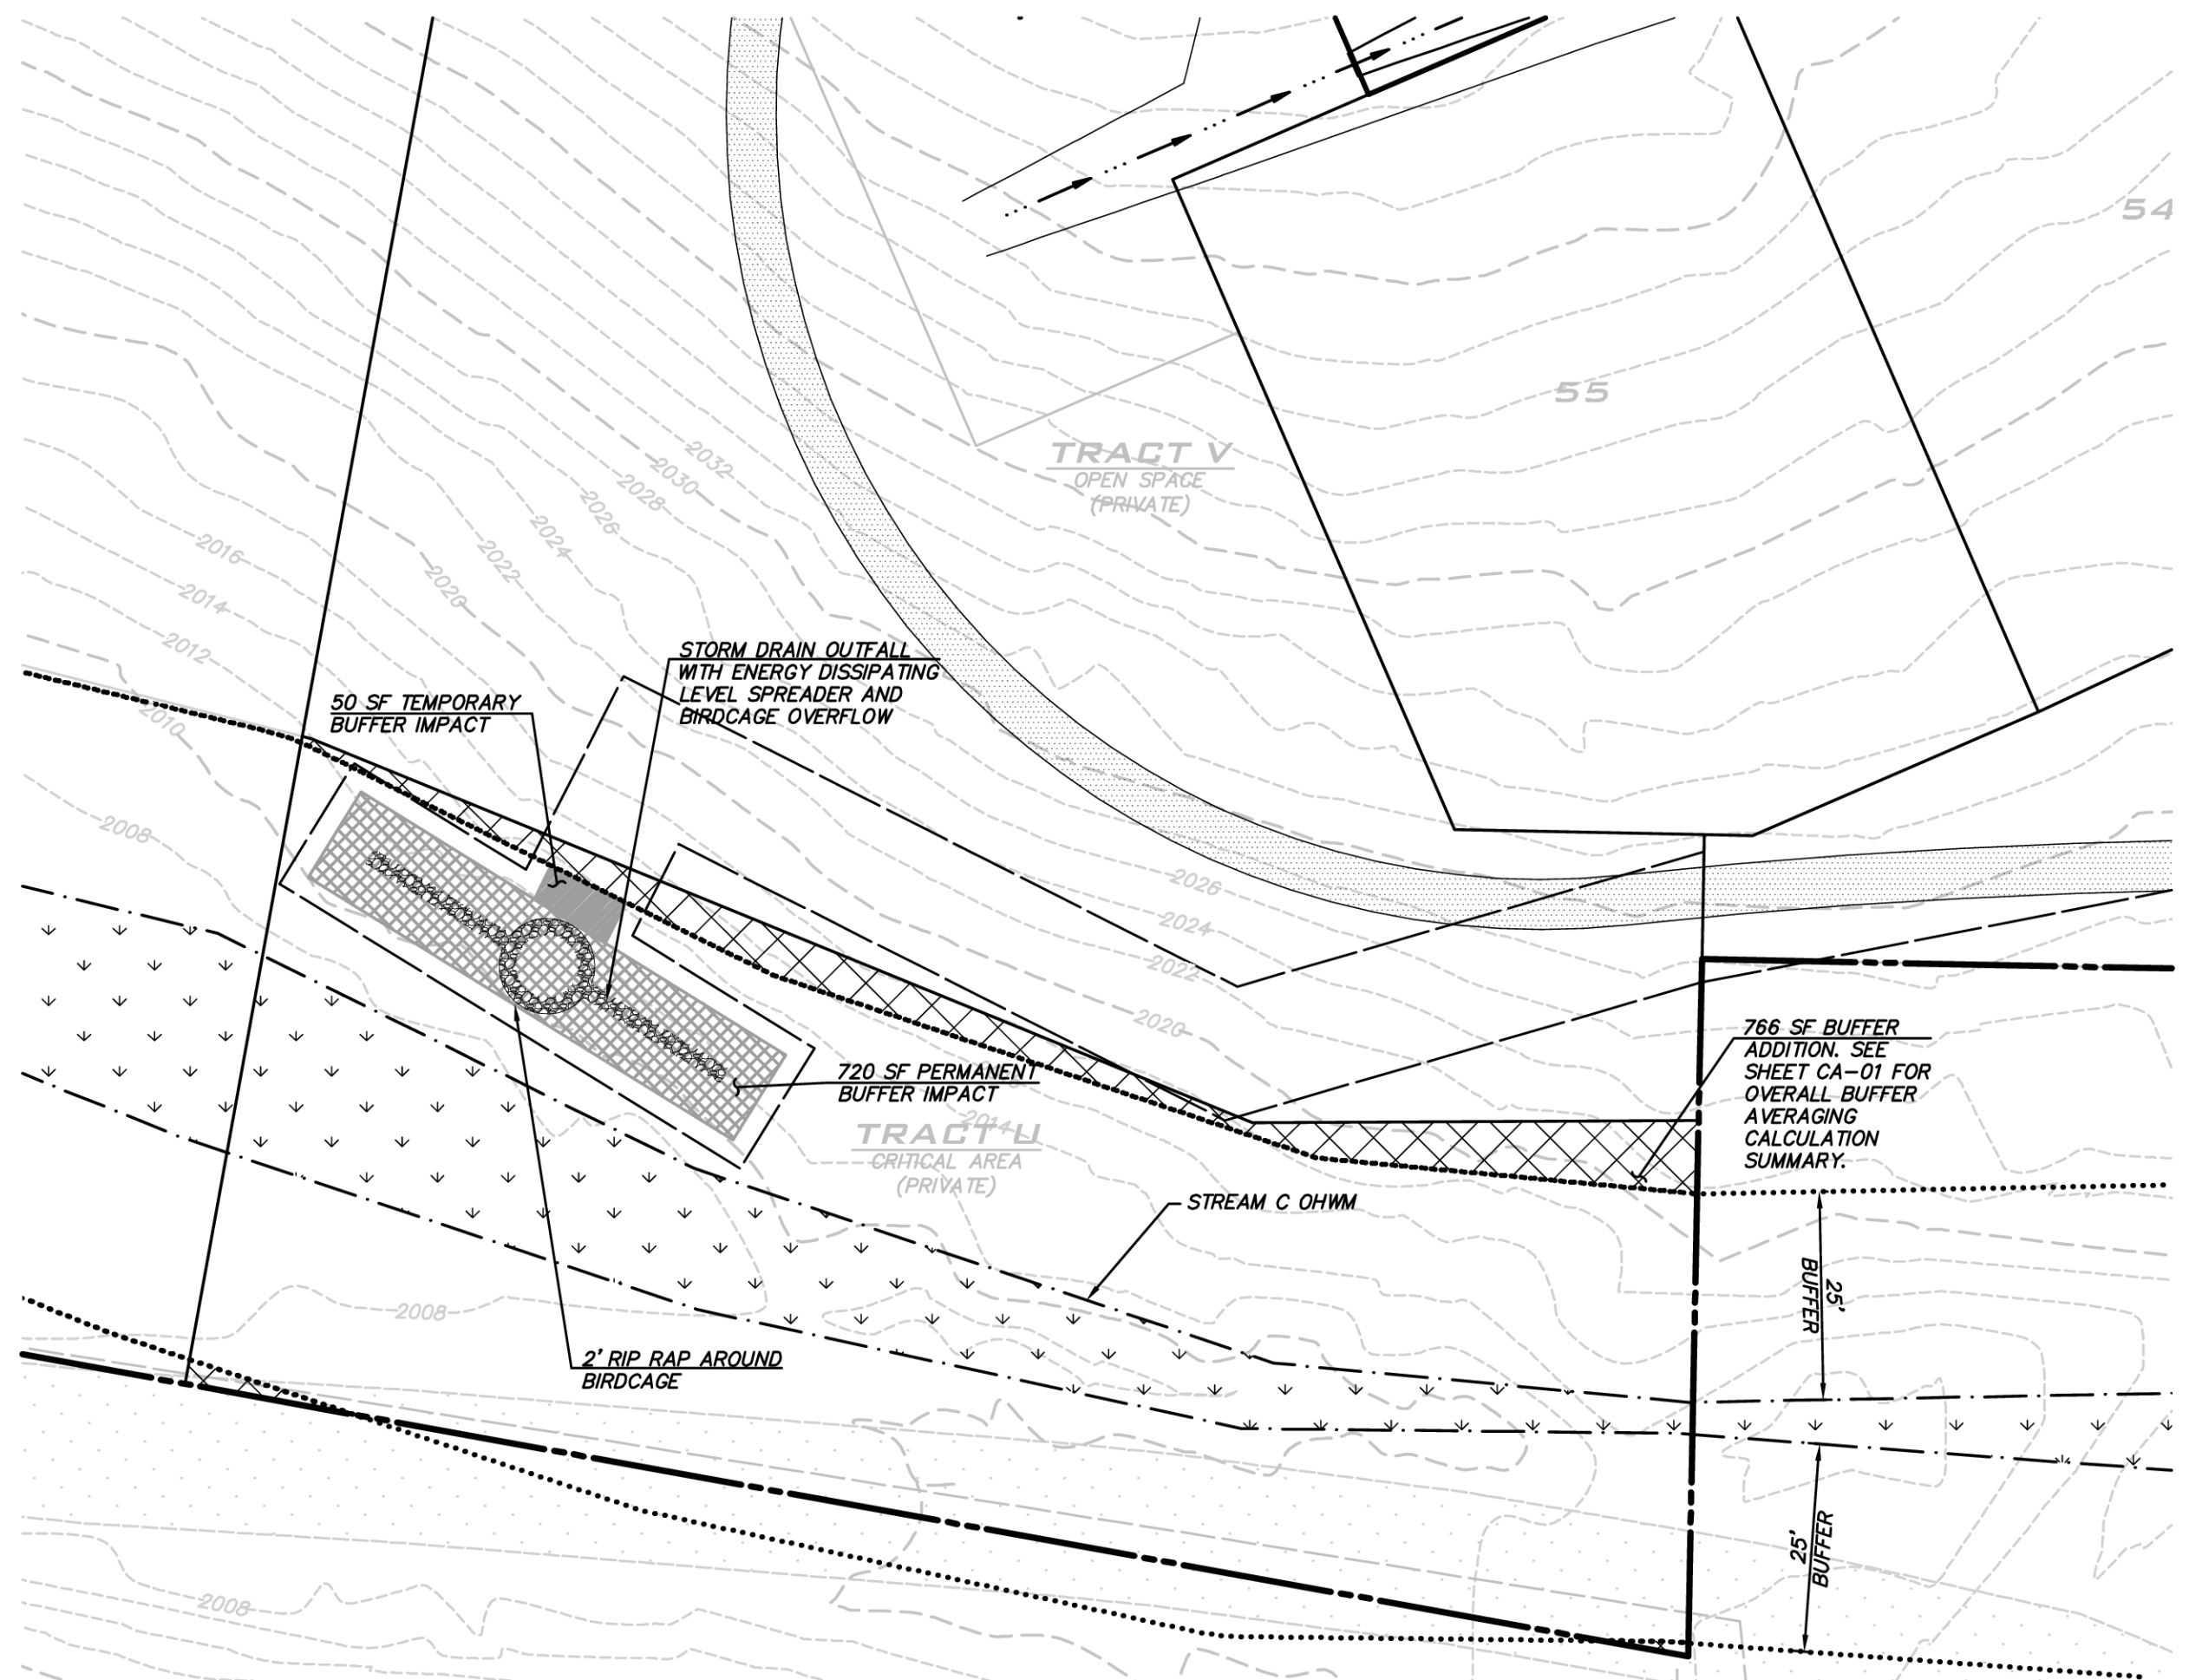 54
55
TRACT V
OPEN SPACE
(PRIVATE)
2032
2030
2028
2026
2024
2022
2020
2016
2014
2012
2010
2008
STORM DRAIN OUTFALL
WITH ENERGY DISSIPATING
LEVEL SPREADER AND
BIRDCAGE OVERFLOW
50 SF TEMPORARY
BUFFER IMPACT
2026
2024
2022
2020
766 SF BUFFER
ADDITION. SEE
SHEET CA-01 FOR
OVERALL BUFFER
AVERAGING
CALCULATION
SUMMARY.
720 SF PERMANENT
BUFFER IMPACT
2014
TRACT U
CRITICAL AREA
(PRIVATE)
STREAM C OHWM
25'
BUFFER
2008
2' RIP RAP AROUND
BIRDCAGE
25'
BUFFER
2008